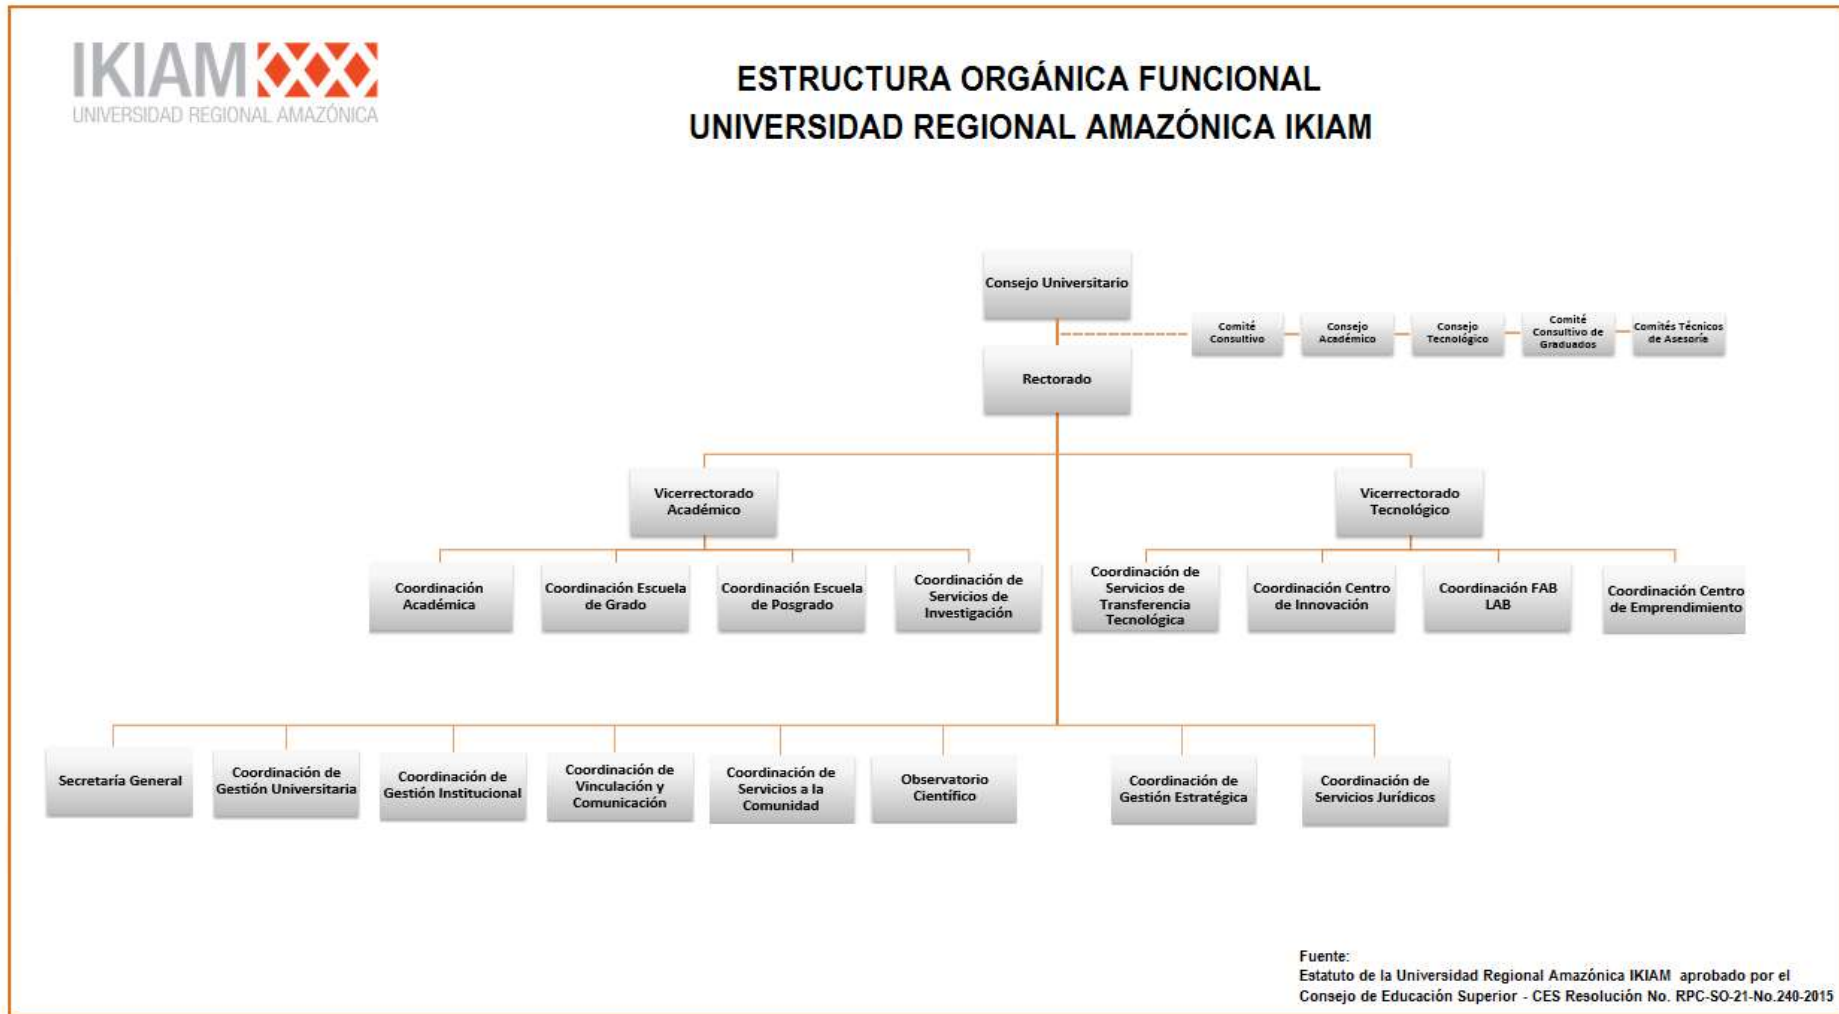 IKIAM
UNIVERSIDAD REGIONAL AMAZÓNICA
ESTRUCTURA ORGÁNICA FUNCIONAL
UNIVERSIDAD REGIONAL AMAZÓNICA IKIAM
Consejo Universitario
Comité
Consultivo
Consejo
Académico
Consejo
Tecnológico
Comité
Consultivo de
Graduados
Comités Técnicos
de Asesoría
Rectorado
Vicerrectorado
Académico
Vicerrectorado
Tecnológico
Coordinación
Académica
Coordinación Escuela
de Grado
Coordinación Escuela
de Posgrado
Coordinación de
Servicios de
Investigación
Coordinación de
Servicios de
Transferencia
Tecnológica
Coordinación Centro
de Innovación
Coordinación FAB
LAB
Coordinación Centro
de Emprendimiento
Secretaría General
Coordinación de
Gestión Universitaria
Coordinación de
Gestión Institucional
Coordinación de
Vinculación y
Comunicación
Coordinación de
Servicios a la
Comunidad
Observatorio
Científico
Coordinación de
Gestión Estratégica
Coordinación de
Servicios Jurídicos
Fuente:
Estatuto de la Universidad Regional Amazónica IKIAM aprobado por el
Consejo de Educación Superior - CES Resolución No. RPC-SO-21-No.240-2015